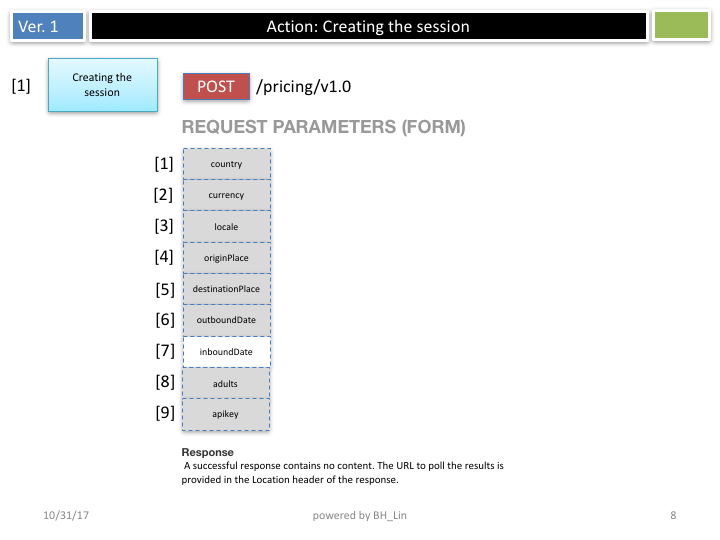 Ver. 1
Action: Creating the session
[1]
Creating the
session
POST /pricing/v1.0
REQUEST PARAMETERS (FORM)
[1] country
[2] currency
[3] locale
[4] originPlace
[5] destinationPlace
[6] outboundDate
[7] inboundDate
[8] adults
[9] apikey
Response
A successful response contains no content. The URL to poll the results is
provided in the Location header of the response.
10/31/17
powered by BH_Lin
8